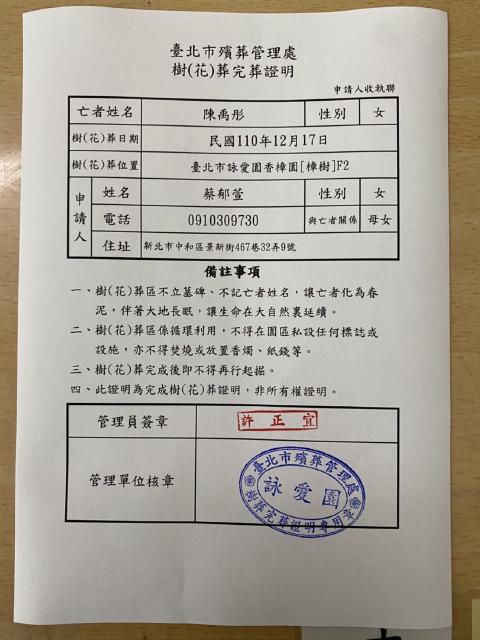 臺北市殯葬管理處
樹(花)葬完葬證明
申請人收執聯
亡者姓名 陳禹彤 性別 女
樹(花)葬日期 民國110年12月17日
樹(花)葬位置 臺北市詠愛園香樟園[樟樹]F2
申請人 姓名 蔡郁萱 性別 女
電話 0910309730 與亡者關係 母女
住址 新北市中和區景新街467巷32弄9號
備註事項
一、樹(花)葬區不立墓碑、不記亡者姓名，讓亡者化為春
泥，伴著大地長眠，讓生命在大自然裏延續。
二、樹(花)葬區係循環利用，不得在園區私設任何標誌或
設施，亦不得焚燒或放置香燭、紙錢等。
三、樹(花)葬完成後即不得再行起掘。
四、此證明為完成樹(花)葬證明，非所有權證明。
管理員簽章 許正宜
管理單位核章
臺北市殯葬管理處
詠愛園
樹葬完葬證明專用章